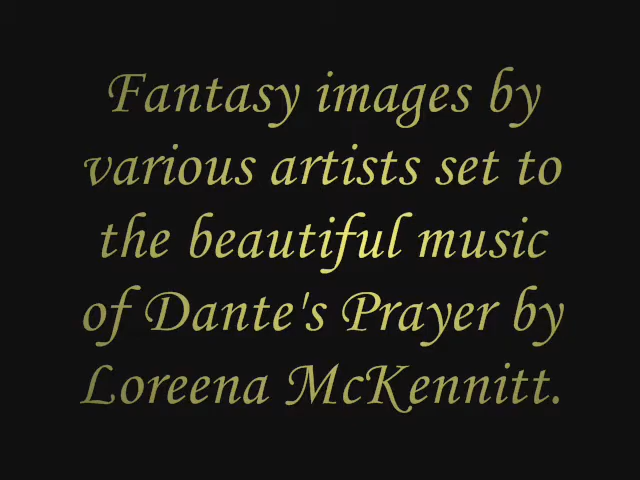 Fantasy images by
various artists set to
the beautiful music
of Dante's Prayer by
Loreena McKennitt.